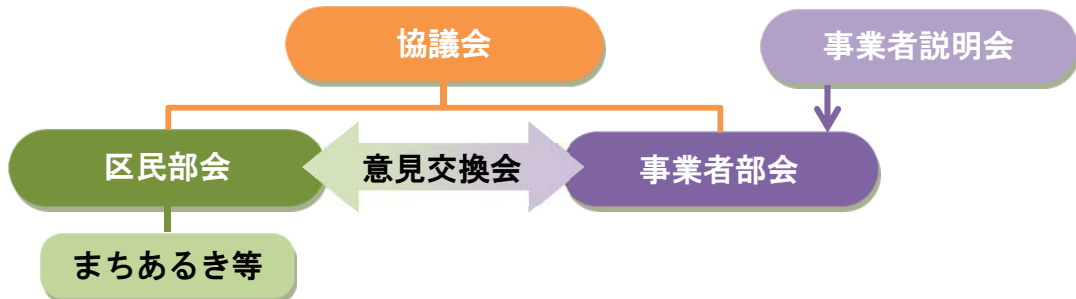 協議会
事業者説明会
区民部会
意見交換会
事業者部会
まちあるき等